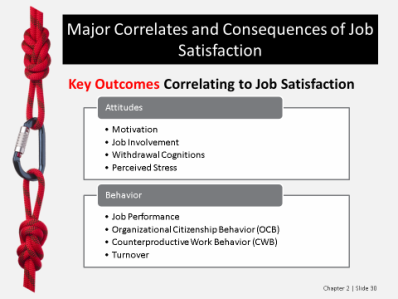 Major Correlates and Consequences of Job
Satisfaction
Key Outcomes Correlating to Job Satisfaction
Attitudes
• Motivation
• Job Involvement
• Withdrawal Cognitions
• Perceived Stress
Behavior
• Job Performance
• Organizational Citizenship Behavior (OCB)
• Counterproductive Work Behavior (CWB)
• Turnover
Chapter 2 | Slide 30